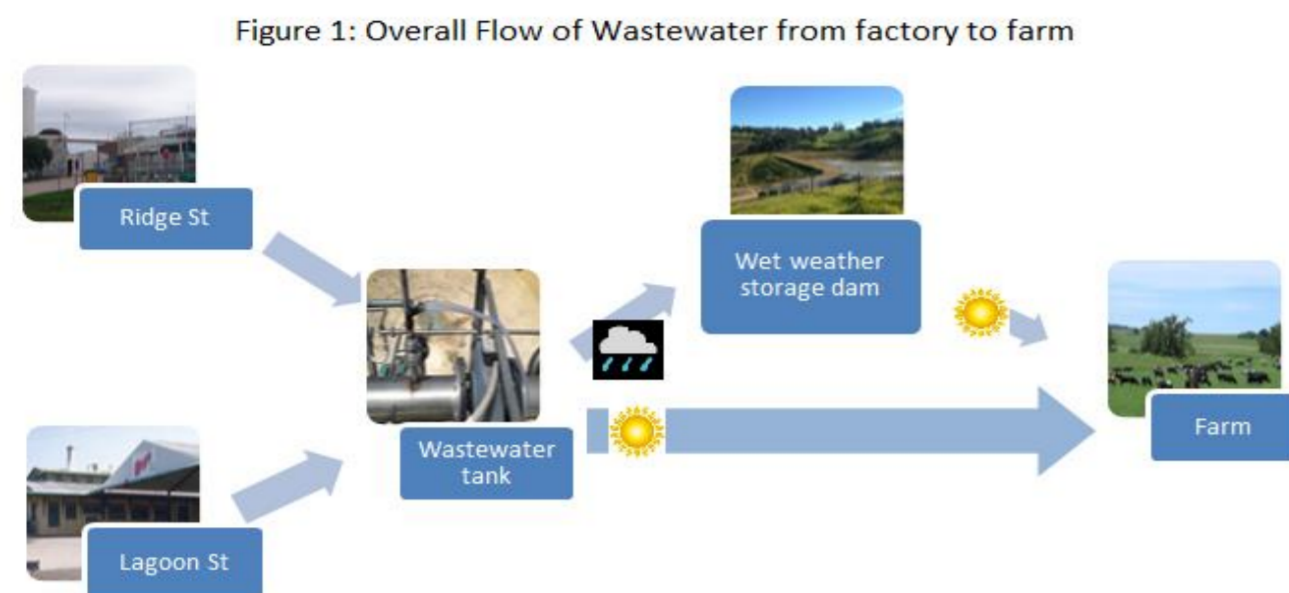 Figure 1: Overall Flow of Wastewater from factory to farm
Ridge St
Wet weather
storage dam
Wastewater
tank
Farm
Lagoon St